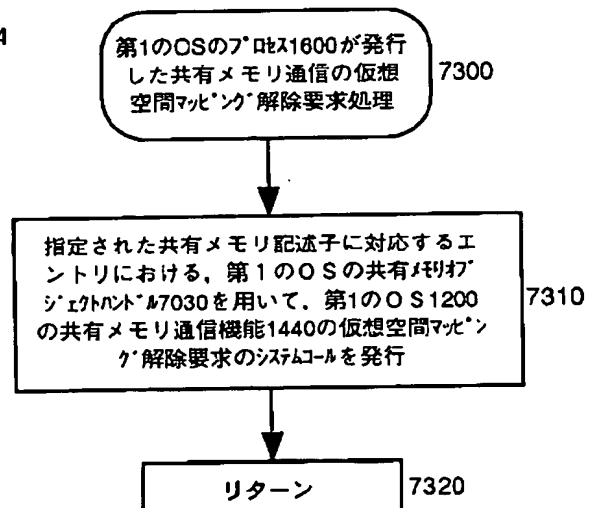 4
第1のOSのプロセス1600が発行
した共有メモリ通信の仮想
空間マッピング解除要求処理
7300
指定された共有メモリ記述子に対応するエ
ントリにおける，第1のOSの共有メモリオブ
ジェクトハンドル7030を用いて，第1のOS1200
の共有メモリ通信機能1440の仮想空間マッピン
グ解除要求のシステムコールを発行
7310
リターン
7320